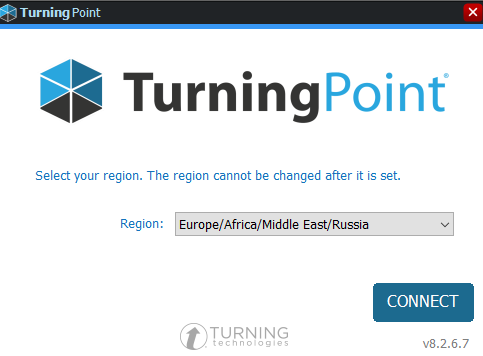 TurningPoint
TurningPoint®
Select your region. The region cannot be changed after it is set.
Region: Europe/Africa/Middle East/Russia
CONNECT
TURNING
technologies
v8.2.6.7